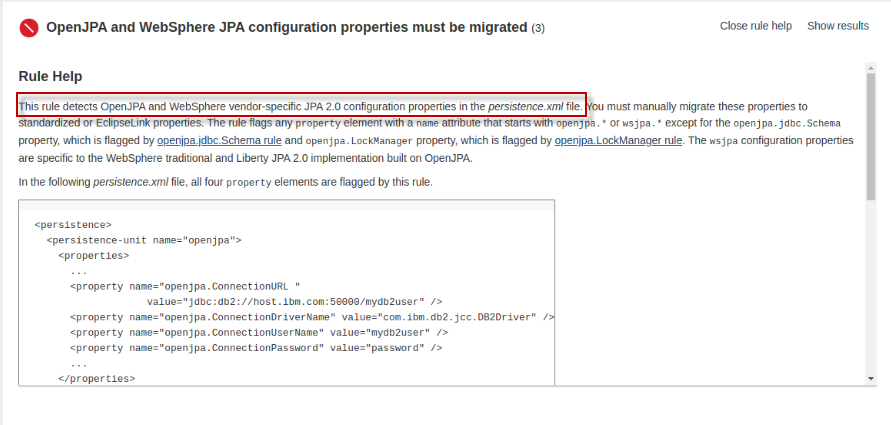 OpenJPA and WebSphere JPA configuration properties must be migrated (3)
Close rule help Show results
Rule Help
This rule detects OpenJPA and WebSphere vendor-specific JPA 2.0 configuration properties in the persistence.xml file. You must manually migrate these properties to
standardized or EclipseLink properties. The rule flags any property element with a name attribute that starts with openjpa.* or wsjpa.* except for the openjpa.jdbc.Schema
property, which is flagged by openjpa.jdbc.Schema rule and openjpa.LockManager property, which is flagged by openjpa.LockManager rule. The wsjpa configuration properties
are specific to the WebSphere traditional and Liberty JPA 2.0 implementation built on OpenJPA.
In the following persistence.xml file, all four property elements are flagged by this rule.
<persistence>
<persistence-unit name="openjpa">
<properties>
...
<property name="openjpa.ConnectionURL "
value="jdbc:db2://host.ibm.com:50000/mydb2user" />
<property name="openjpa.ConnectionDriverName" value="com.ibm.db2.jcc.DB2Driver" />
<property name="openjpa.ConnectionUserName" value="mydb2user" />
<property name="openjpa.ConnectionPassword" value="password" />
...
</properties>